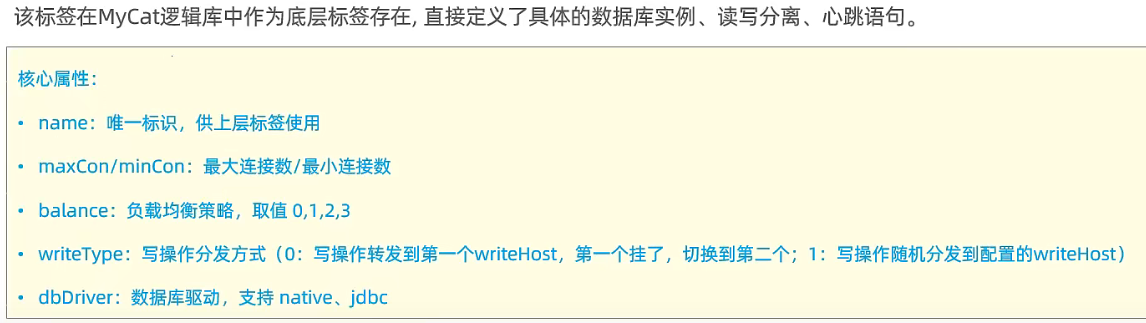 该标签在MyCat逻辑库中作为底层标签存在, 直接定义了具体的数据库实例、读写分离、心跳语句。
核心属性：
• name：唯一标识，供上层标签使用
• maxCon/minCon：最大连接数/最小连接数
• balance：负载均衡策略，取值 0,1,2,3
• writeType：写操作分发方式（0：写操作转发到第一个writeHost，第一个挂了，切换到第二个；1：写操作随机分发到配置的writeHost）
• dbDriver：数据库驱动，支持 native、jdbc